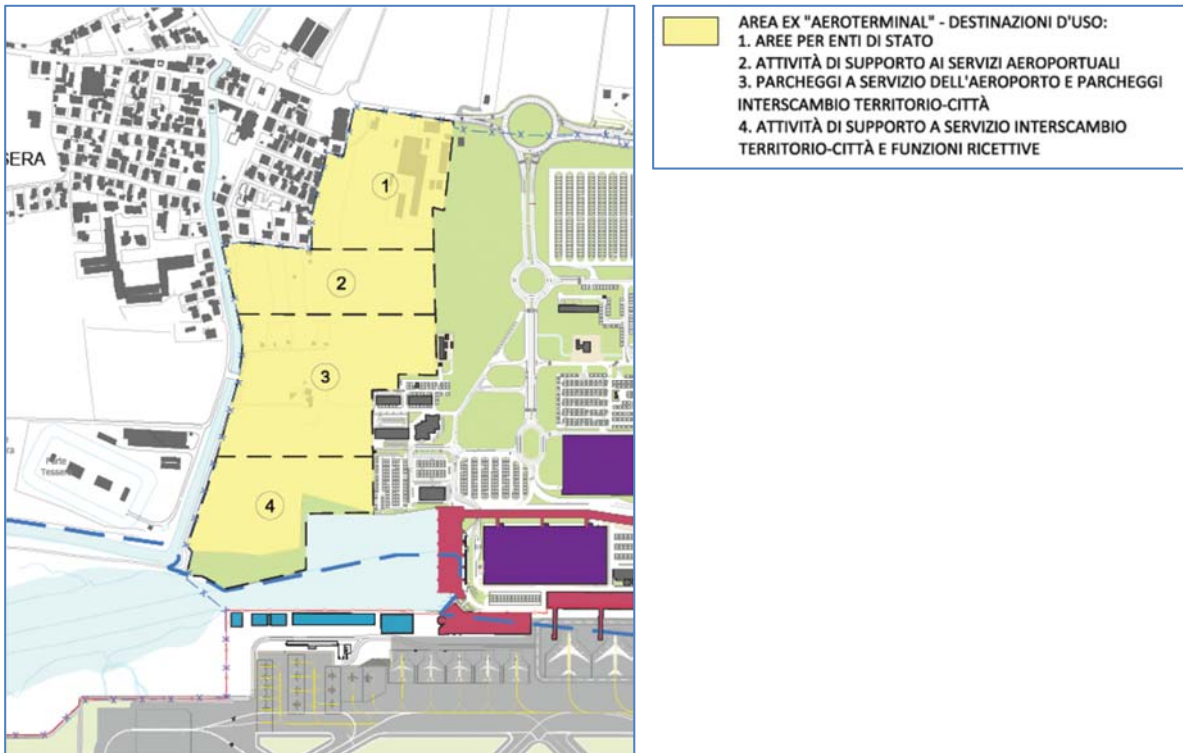 SERA
1
2
3
4
Forte
Tessera
AREA EX "AEROTERMINAL" - DESTINAZIONI D'USO:
1. AREE PER ENTI DI STATO
2. ATTIVITÀ DI SUPPORTO AI SERVIZI AEROPORTUALI
3. PARCHEGGI A SERVIZIO DELL'AEROPORTO E PARCHEGGI
INTERSCAMBIO TERRITORIO-CITTÀ
4. ATTIVITÀ DI SUPPORTO A SERVIZIO INTERSCAMBIO
TERRITORIO-CITTÀ E FUNZIONI RICETTIVE